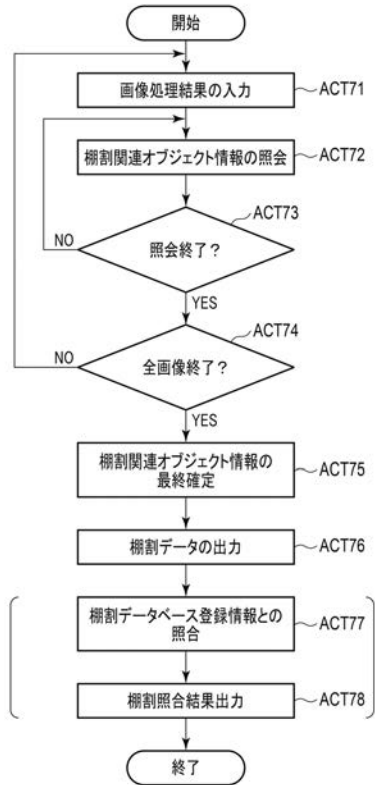 開始
画像処理結果の入力
ACT71
棚割関連オブジェクト情報の照会
ACT72
ACT73
照会終了？
NO
YES
ACT74
全画像終了？
NO
YES
棚割関連オブジェクト情報の
最終確定
ACT75
棚割データの出力
ACT76
棚割データベース登録情報との
照合
ACT77
棚割照合結果出力
ACT78
終了